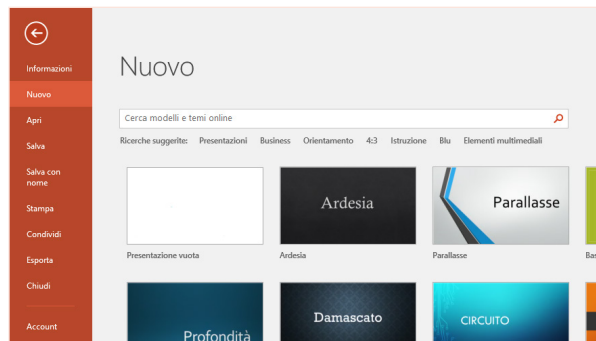 Informazioni
Nuovo
Apri
Salva
Salva con
nome
Stampa
Condividi
Esporta
Chiudi
Account
Nuovo
Cerca modelli e temi online
Ricerche suggerite: Presentazioni Business Orientamento 4:3 Istruzione Blu Elementi multimediali
Ardesia
Parallasse
Presentazione vuota
Ardesia
Parallasse
Bas
Profondità
Damascato
CIRCUITO